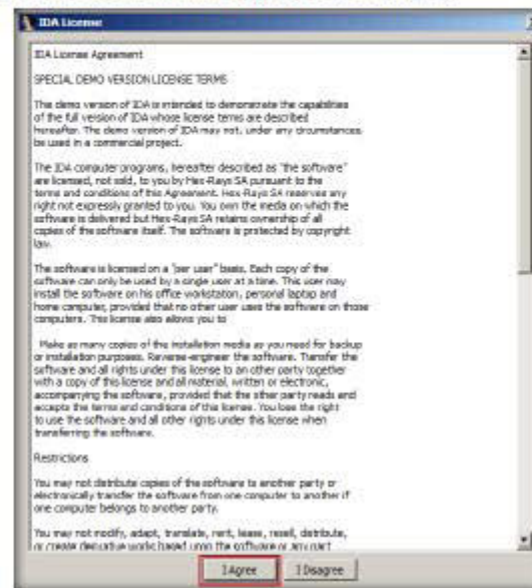 IDA License
IDA License Agreement
SPECIAL DEMO VERSION LICENSE TERMS
The demo version of IDA is intended to demonstrate the capabilities
of the full version of IDA whose license terms are described
hereafter. The demo version of IDA may not, under any circumstances,
be used in a commercial project.
The IDA computer programs, hereafter described as "the software"
are licensed, not sold, to you by Hex-Rays SA pursuant to the
terms and conditions of this Agreement. Hex-Rays SA reserves any
right not expressly granted to you. You own the media on which the
software is delivered but Hex-Rays SA retains ownership of all
copies of the software itself. The software is protected by copyright
law.
The software is licensed on a "per user" basis. Each copy of the
software can only be used by a single user at a time. This user may
install the software on his office workstation, personal laptop and
home computer, provided that no other user uses the software on those
computers. This license also allows you to
Make as many copies of the installation media as you need for backup
or installation purposes. Reverse-engineer the software. Transfer the
software and all rights under this license to an other party together
with a copy of this license and all material, written or electronic,
accompanying the software, provided that the other party reads and
accepts the terms and conditions of this license. You lose the right
to use the software and all other rights under this license when
transferring the software.
Restrictions
You may not distribute copies of the software to another party or
electronically transfer the software from one computer to another if
one computer belongs to another party.
You may not modify, adapt, translate, rent, lease, resell, distribute,
or create derivative works based upon the software or any part
I Agree
I Disagree